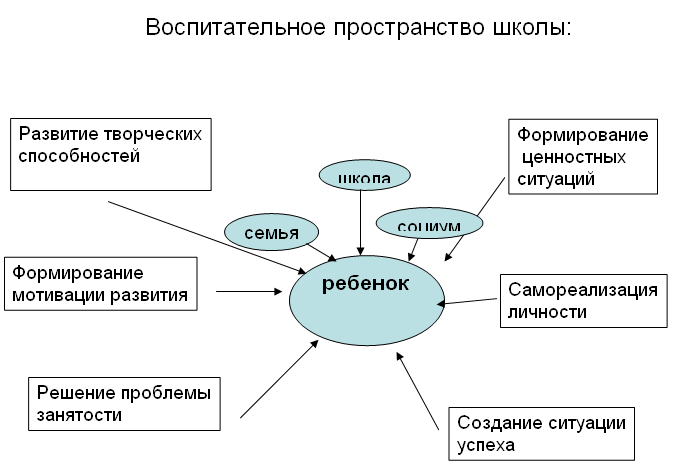 Воспитательное пространство школы:
Развитие творческих
способностей
Формирование
ценностных
ситуаций
школа
социум
семья
ребенок
Формирование
мотивации развития
Самореализация
личности
Решение проблемы
занятости
Создание ситуации
успеха